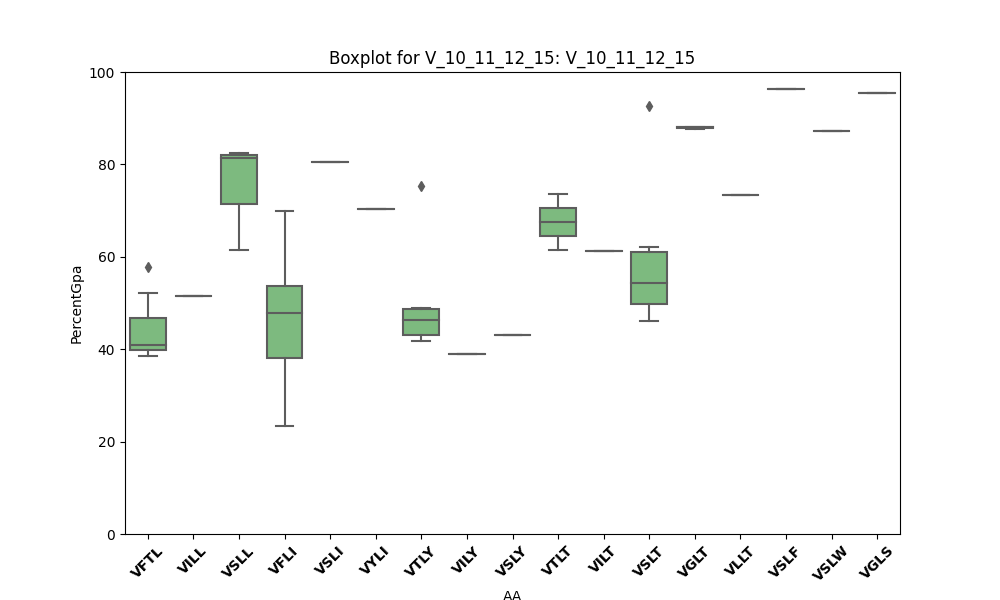 Boxplot for V_10_11_12_15: V_10_11_12_15
100
80
60
40
20
0
PercentGpa
VFTL VILL VSLL VFLI VSLI VYLI VTLY VILY VSLY VTLT VILT VSLT VGLT VLLT VSLF VSLW VGLS
AA